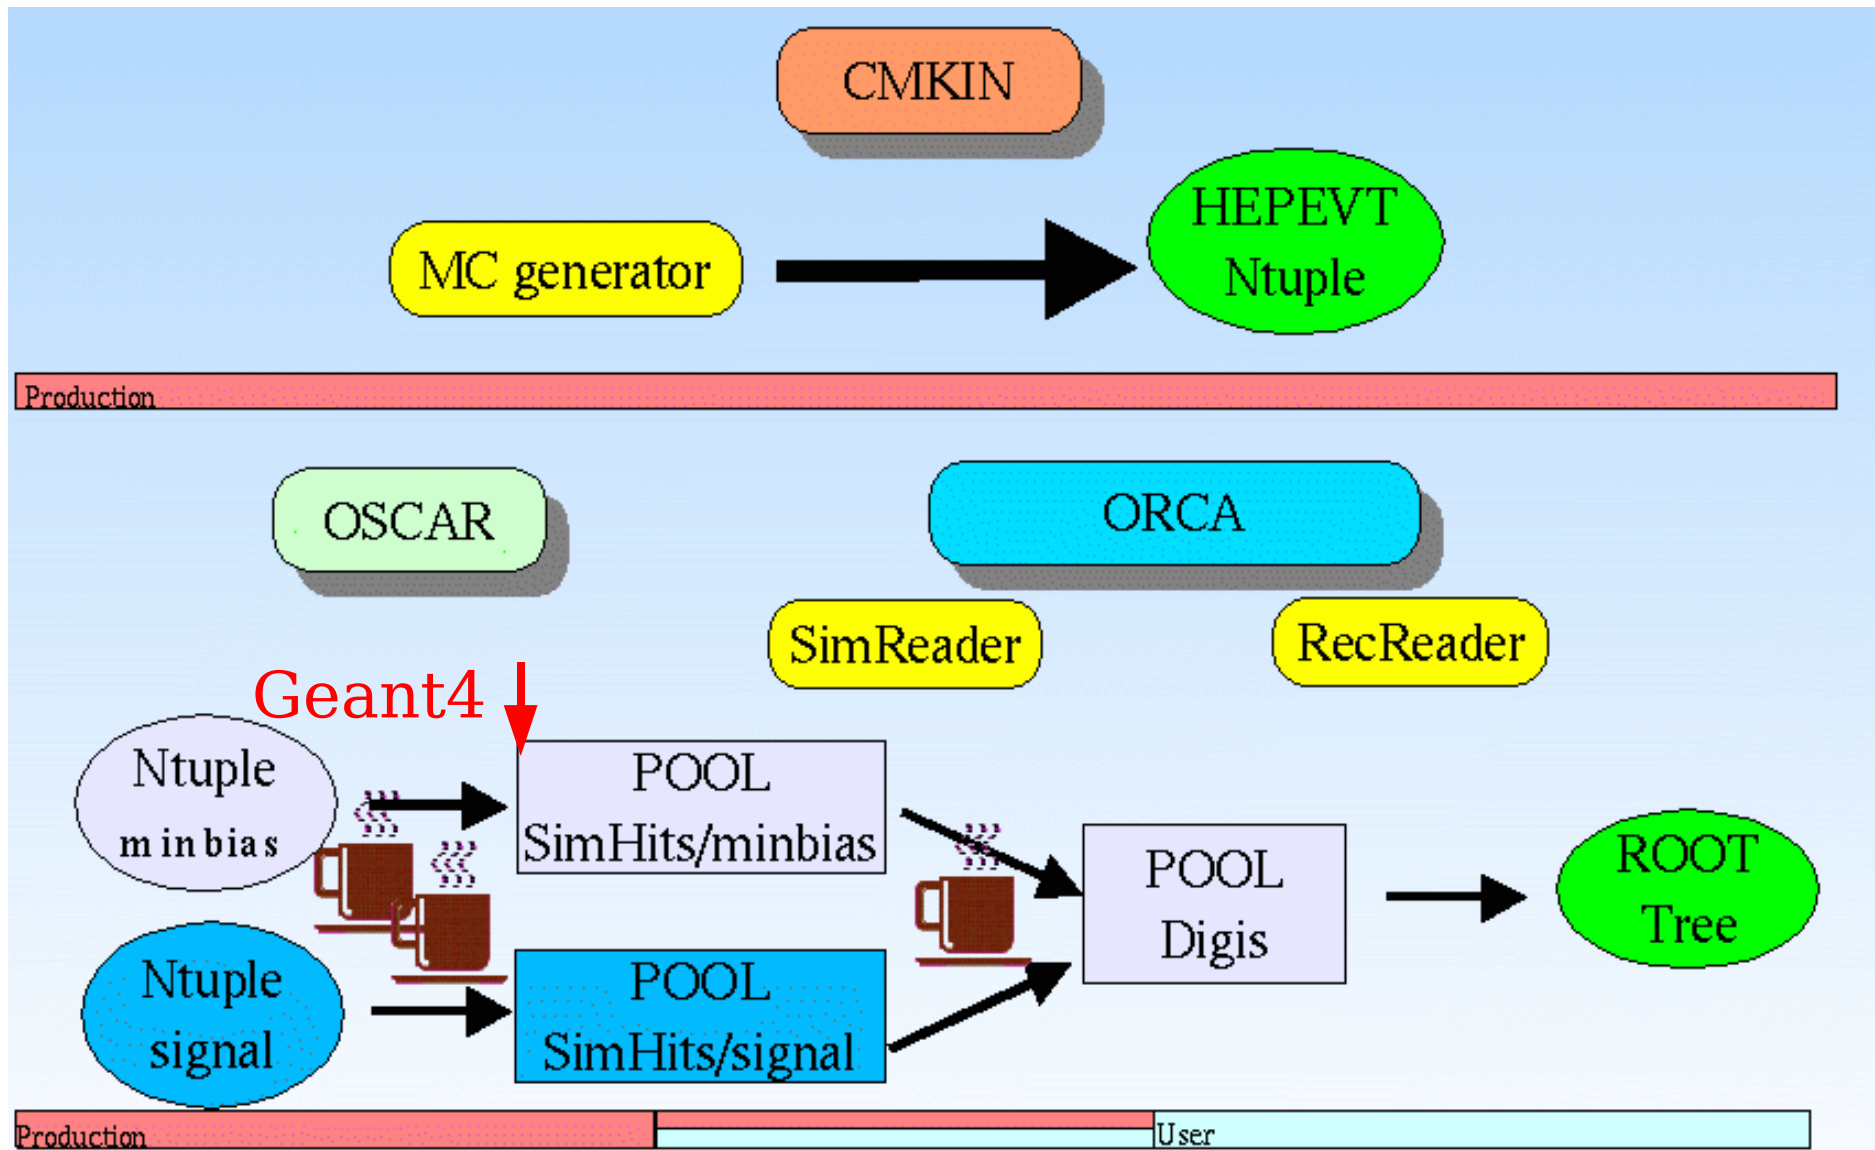 CMKIN
MC generator
HEPEVT
Ntuple
Production
OSCAR
ORCA
SimReader
RecReader
Geant4
Ntuple
minbias
POOL
SimHits/minbias
POOL
Digis
ROOT
Tree
Ntuple
signal
POOL
SimHits/signal
Production
User